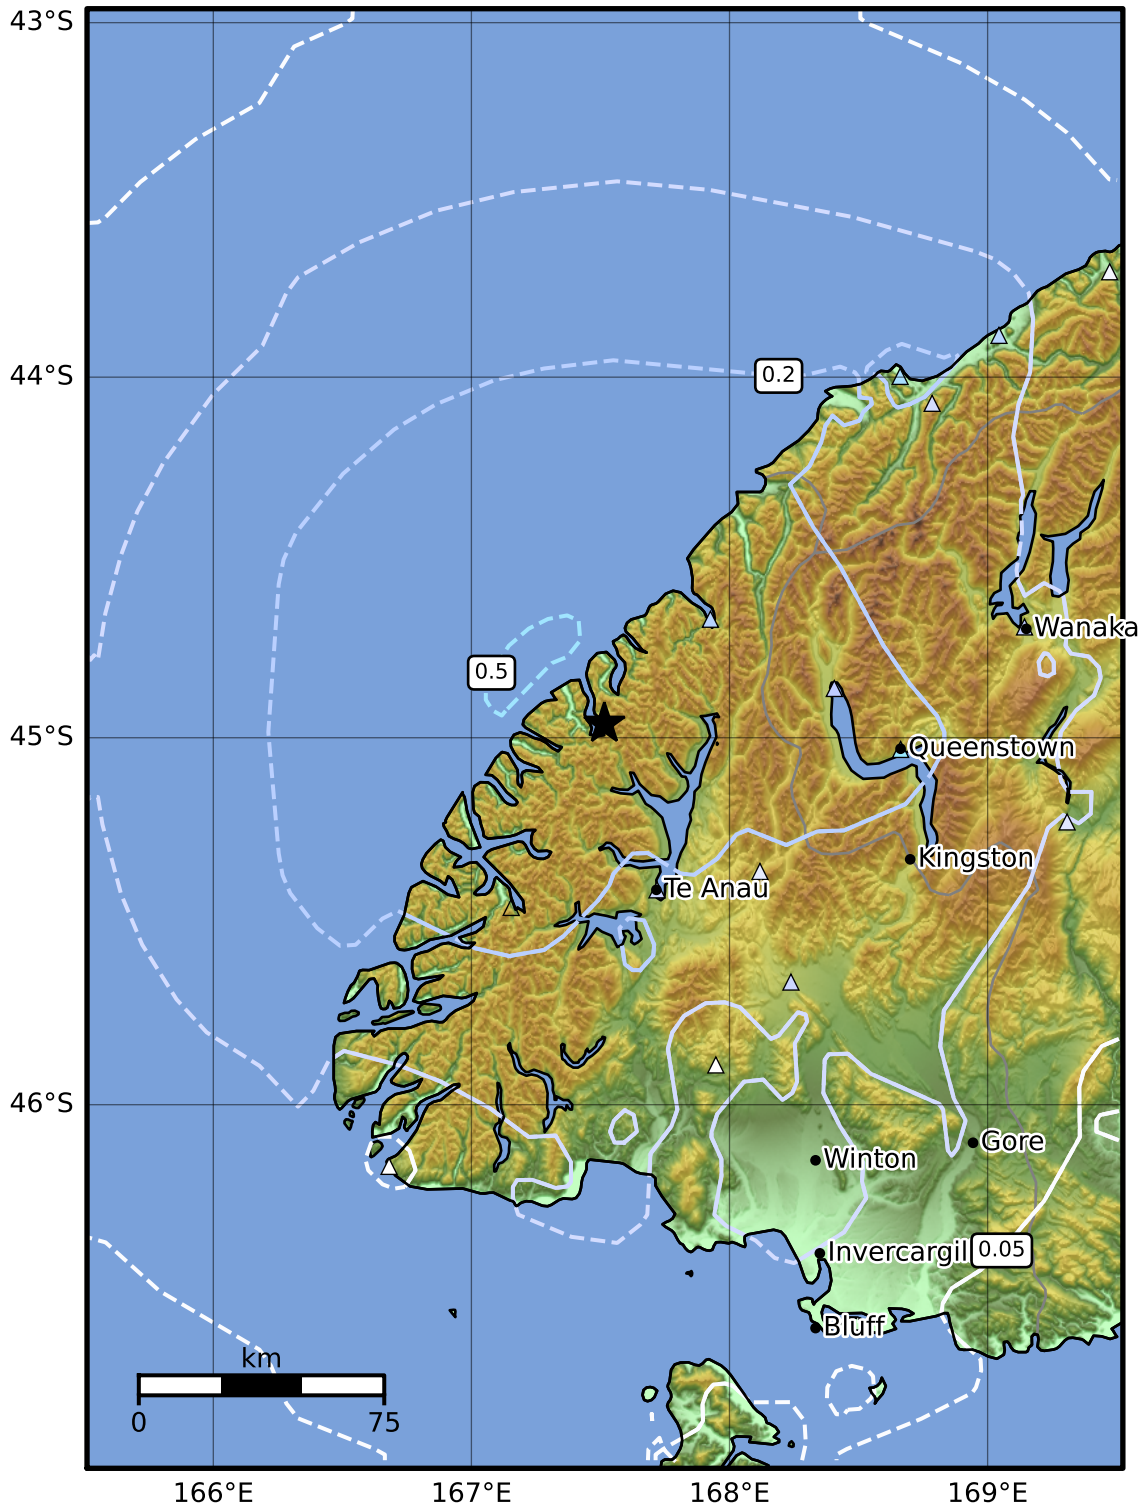 43°S
0.2
44°S
Wanaka
0.5
45°S
Queenstown
Kingston
Te Anau
46°S
Gore
Winton
Invercargil
0.05
Bluff
km
0
75
166°E
167°E
168°E
169°E